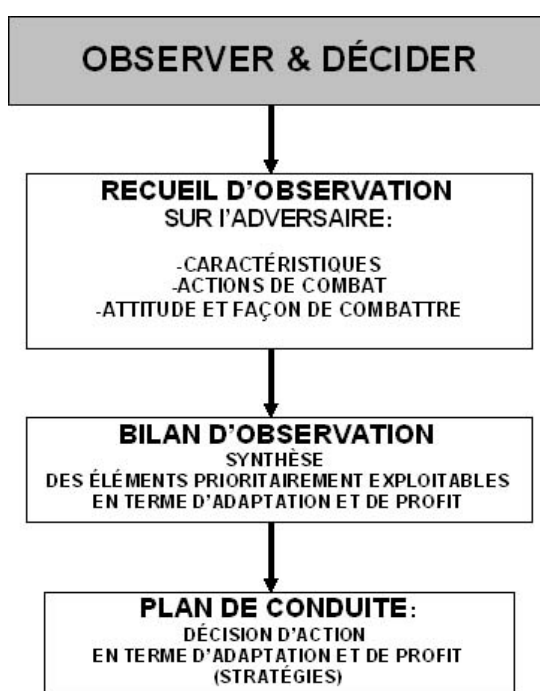 OBSERVER & DÉCIDER
RECUEIL D'OBSERVATION
SUR l'ADVERSAIRE:
-CARACTÉRISTIQUES
-ACTIONS DE COMBAT
-ATTITUDE ET FAÇON DE COMBATTRE
BILAN D'OBSERVATION
SYNTHÈSE
DES ÉLÉMENTS PRIORITAIREMENT EXPLOITABLES
EN TERME D'ADAPTATION ET DE PROFIT
PLAN DE CONDUITE:
DÉCISION D'ACTION
EN TERME D'ADAPTATION ET DE PROFIT
(STRATÉGIES)